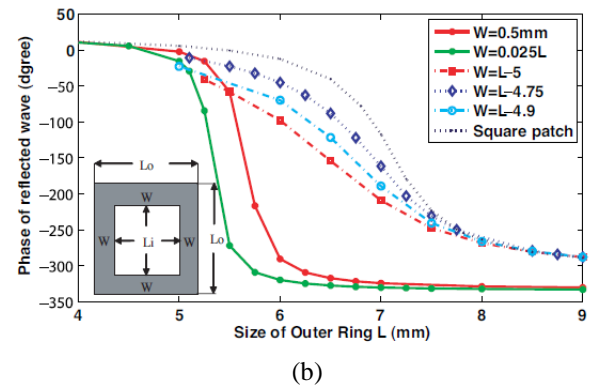 50
0
−50
−100
−150
−200
−250
−300
−350
Phase of reflected wave (dgree)
W=0.5mm
W=0.025L
W=L−5
W=L−4.75
W=L−4.9
Square patch
Lo
W
W Li W Lo
W
4 5 6 7 8 9
Size of Outer Ring L (mm)
(b)